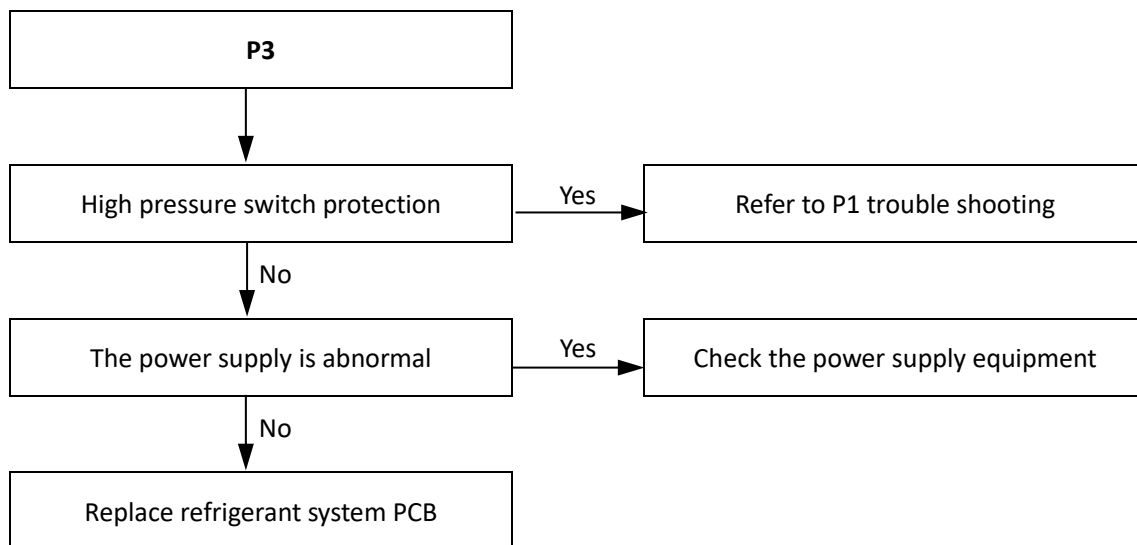 P3
High pressure switch protection
Yes
Refer to P1 trouble shooting
No
The power supply is abnormal
Yes
Check the power supply equipment
No
Replace refrigerant system PCB